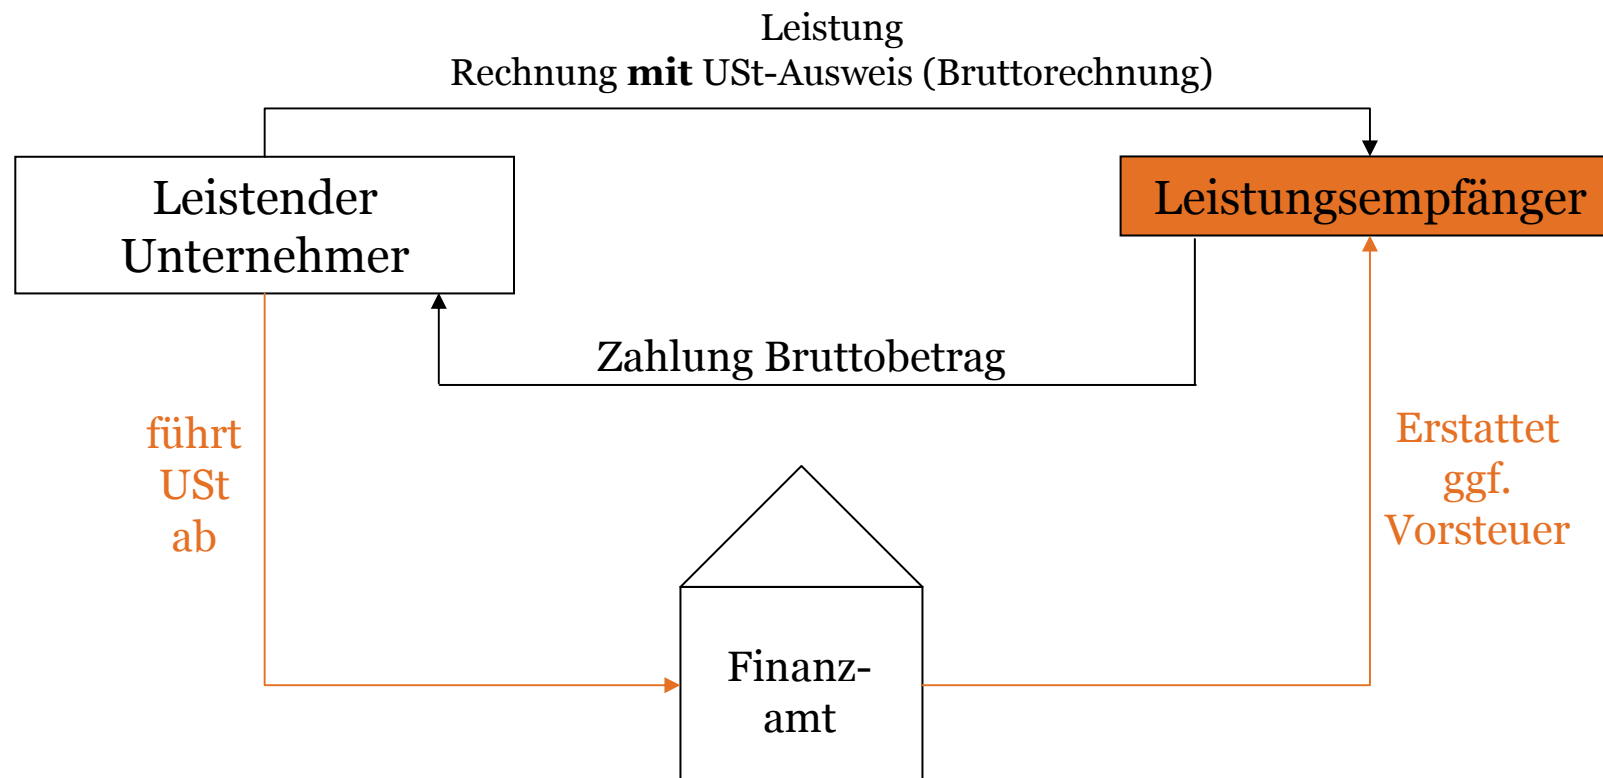 Leistung
Rechnung mit USt-Ausweis (Bruttorechnung)
Leistender
Unternehmer
Leistungsempfänger
Zahlung Bruttobetrag
führt
USt
ab
Erstattet
ggf.
Vorsteuer
Finanz-
amt